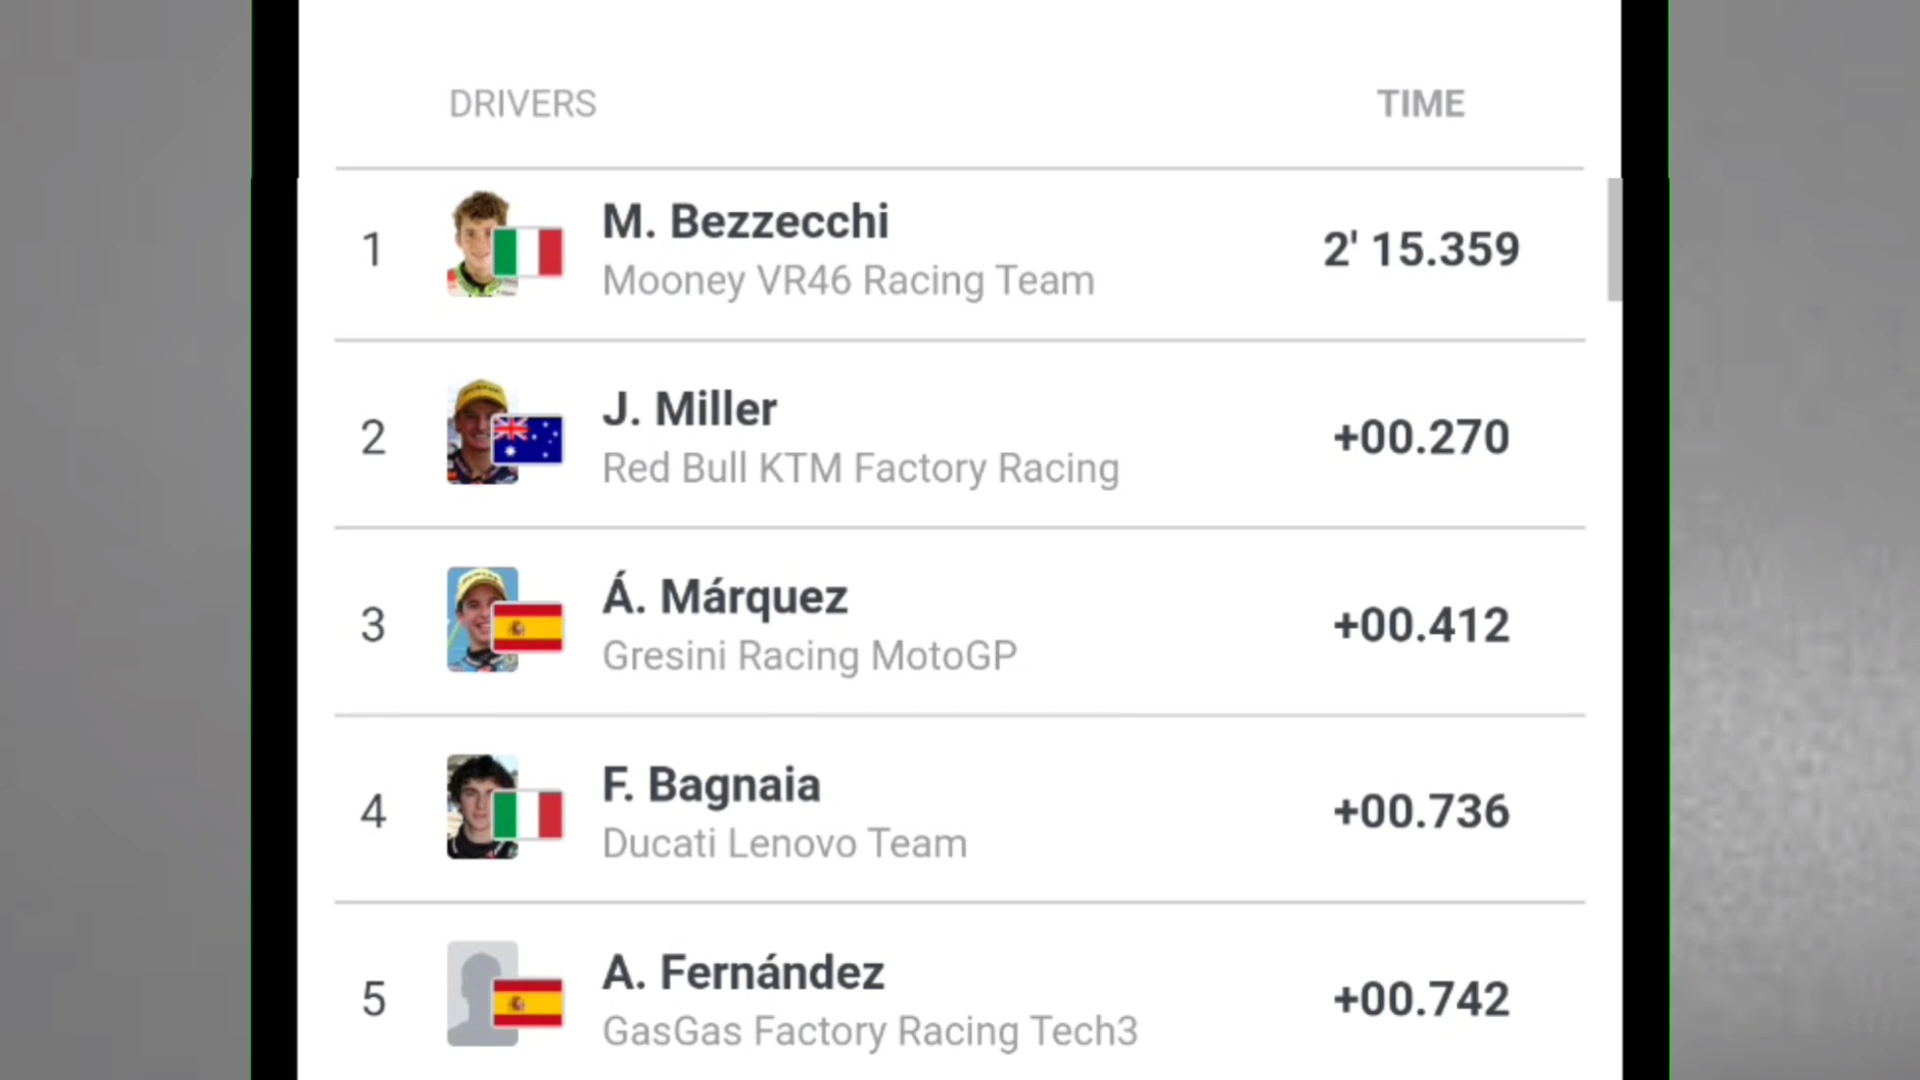 DRIVERS TIME
1 M. Bezzecchi 2' 15.359
Mooney VR46 Racing Team
2 J. Miller +00.270
Red Bull KTM Factory Racing
3 Á. Márquez +00.412
Gresini Racing MotoGP
4 F. Bagnaia +00.736
Ducati Lenovo Team
5 A. Fernández +00.742
GasGas Factory Racing Tech3